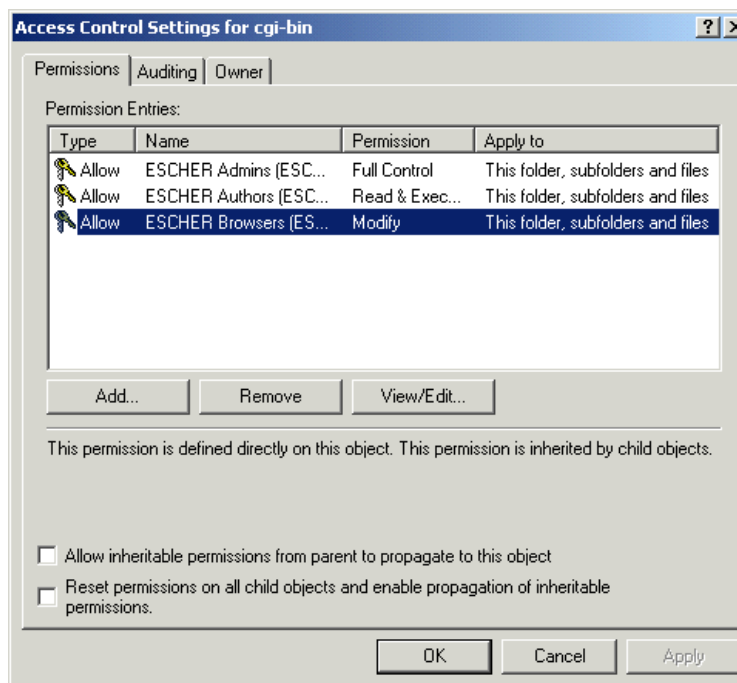 Access Control Settings for cgi-bin
Permissions Auditing Owner
Permission Entries:
Type Name Permission Apply to
Allow ESCHER Admins (ESC... Full Control This folder, subfolders and files
Allow ESCHER Authors (ESC... Read & Exec... This folder, subfolders and files
Allow ESCHER Browsers (ES... Modify This folder, subfolders and files
Add... Remove View/Edit...
This permission is defined directly on this object. This permission is inherited by child objects.
Allow inheritable permissions from parent to propagate to this object
Reset permissions on all child objects and enable propagation of inheritable
permissions.
OK Cancel Apply